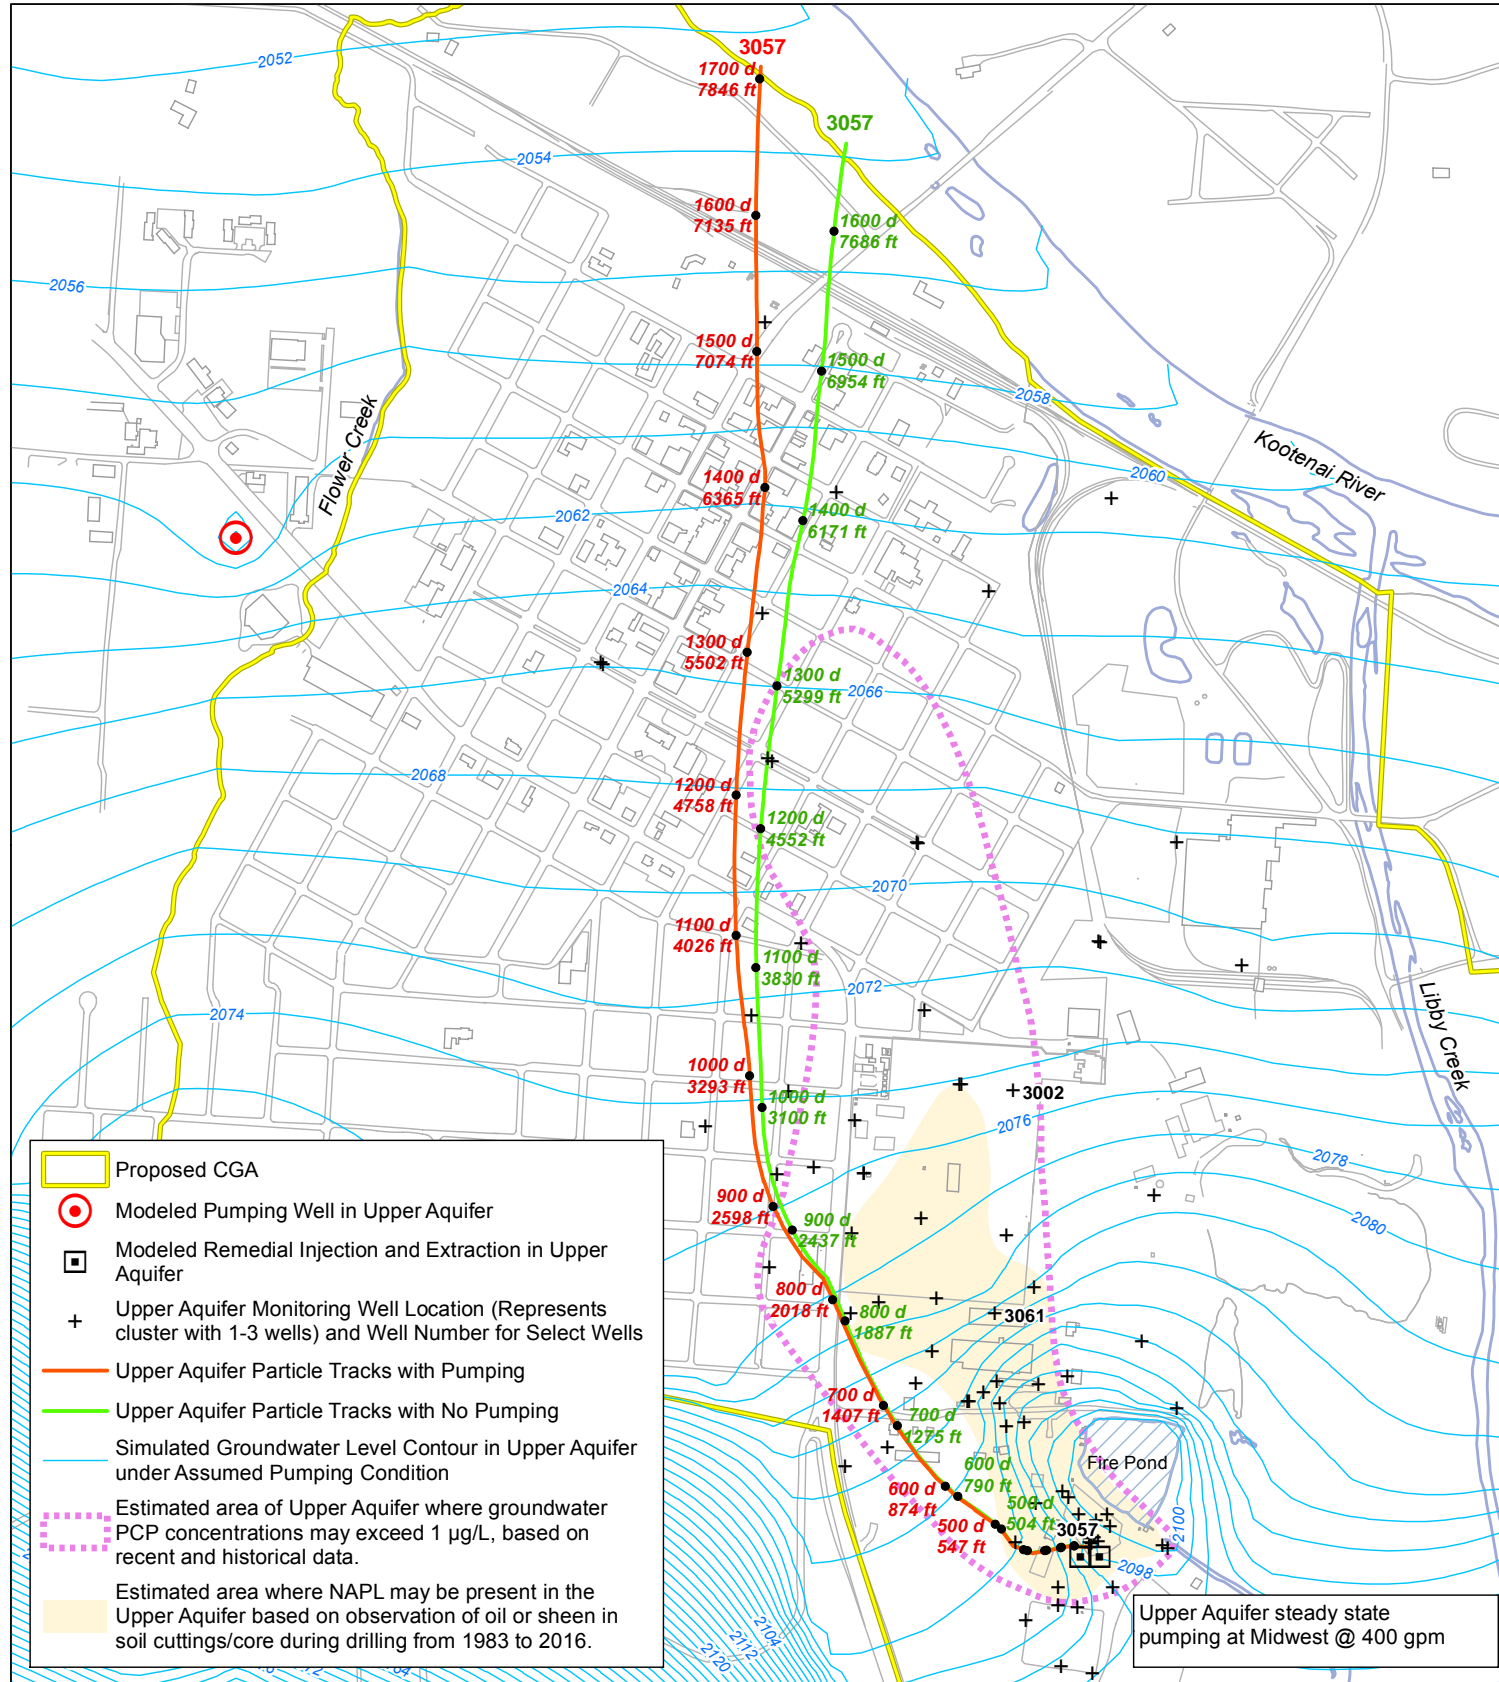 2052
3057
1700 d
7846 ft
3057
2054
1600 d
7135 ft
1600 d
7686 ft
2056
1500 d
7074 ft
1500 d
6954 ft
2058
Flower Creek
Kootenai River
2060
1400 d
6365 ft
2062
1400 d
6171 ft
2064
1300 d
5502 ft
1300 d
5299 ft
2066
2068
1200 d
4758 ft
1200 d
4552 ft
2070
1100 d
4026 ft
1100 d
3830 ft
2072
2074
Libby Creek
1000 d
3293 ft
1000 d
3100 ft
3002
2076
2078
2080
900 d
2598 ft
900 d
2437 ft
800 d
2018 ft
800 d
1887 ft
3061
700 d
1407 ft
700 d
1275 ft
600 d
874 ft
600 d
790 ft
Fire Pond
500 d
547 ft
500 d
504 ft
3057
2100
2098
2104
2112
2120
Proposed CGA
Modeled Pumping Well in Upper Aquifer
Modeled Remedial Injection and Extraction in Upper
Aquifer
Upper Aquifer Monitoring Well Location (Represents
cluster with 1-3 wells) and Well Number for Select Wells
Upper Aquifer Particle Tracks with Pumping
Upper Aquifer Particle Tracks with No Pumping
Simulated Groundwater Level Contour in Upper Aquifer
under Assumed Pumping Condition
Estimated area of Upper Aquifer where groundwater
PCP concentrations may exceed 1 µg/L, based on
recent and historical data.
Estimated area where NAPL may be present in the
Upper Aquifer based on observation of oil or sheen in
soil cuttings/core during drilling from 1983 to 2016.
Upper Aquifer steady state
pumping at Midwest @ 400 gpm